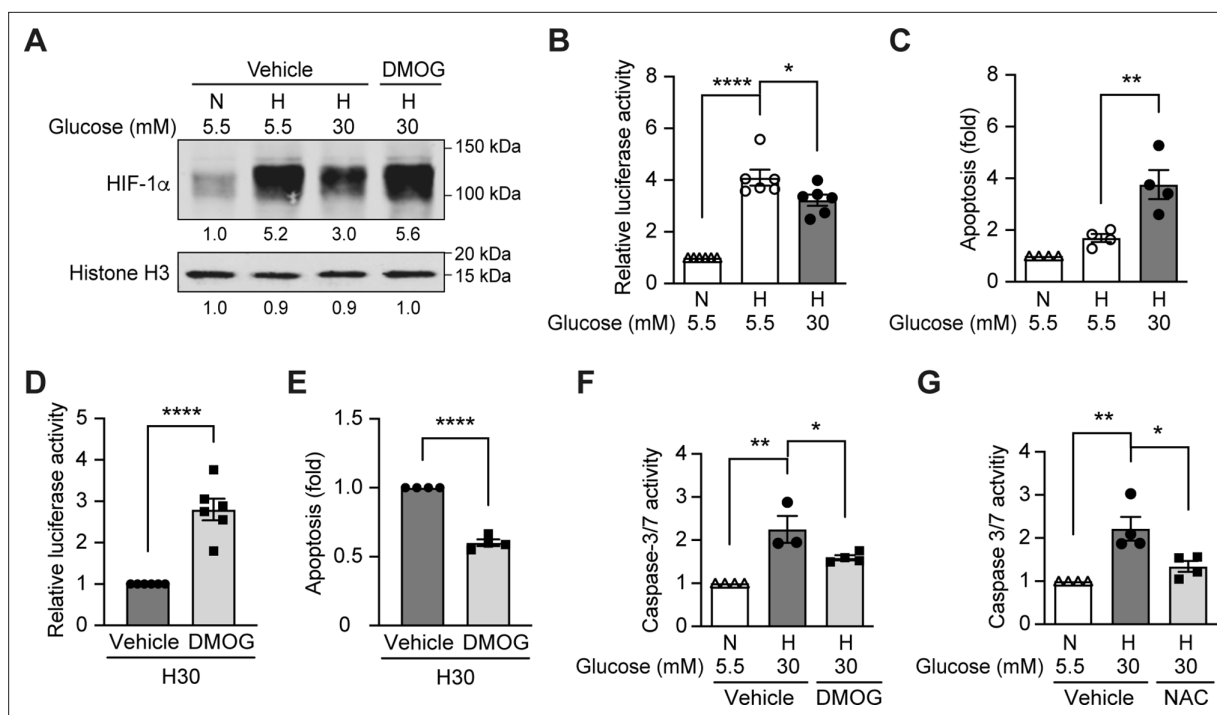 A
Vehicle DMOG
N H H H
Glucose (mM) 5.5 5.5 30 30
150 kDa
HIF-1α
100 kDa
1.0 5.2 3.0 5.6
20 kDa
Histone H3
15 kDa
1.0 0.9 0.9 1.0
B
Relative luciferase activity
8
6
4
2
0
**** *
N H H
Glucose (mM) 5.5 5.5 30
C
Apoptosis (fold)
8
6
4
2
0
**
N H H
Glucose (mM) 5.5 5.5 30
D
Relative luciferase activity
5
4
3
2
1
0
****
Vehicle DMOG
H30
E
Apoptosis (fold)
1.5
1.0
0.5
0
****
Vehicle DMOG
H30
F
Caspase-3/7 activity
4
3
2
1
0
** *
N H H
Glucose (mM) 5.5 30 30
Vehicle DMOG
G
Caspase 3/7 activtiy
4
3
2
1
0
** *
N H H
Glucose (mM) 5.5 30 30
Vehicle NAC